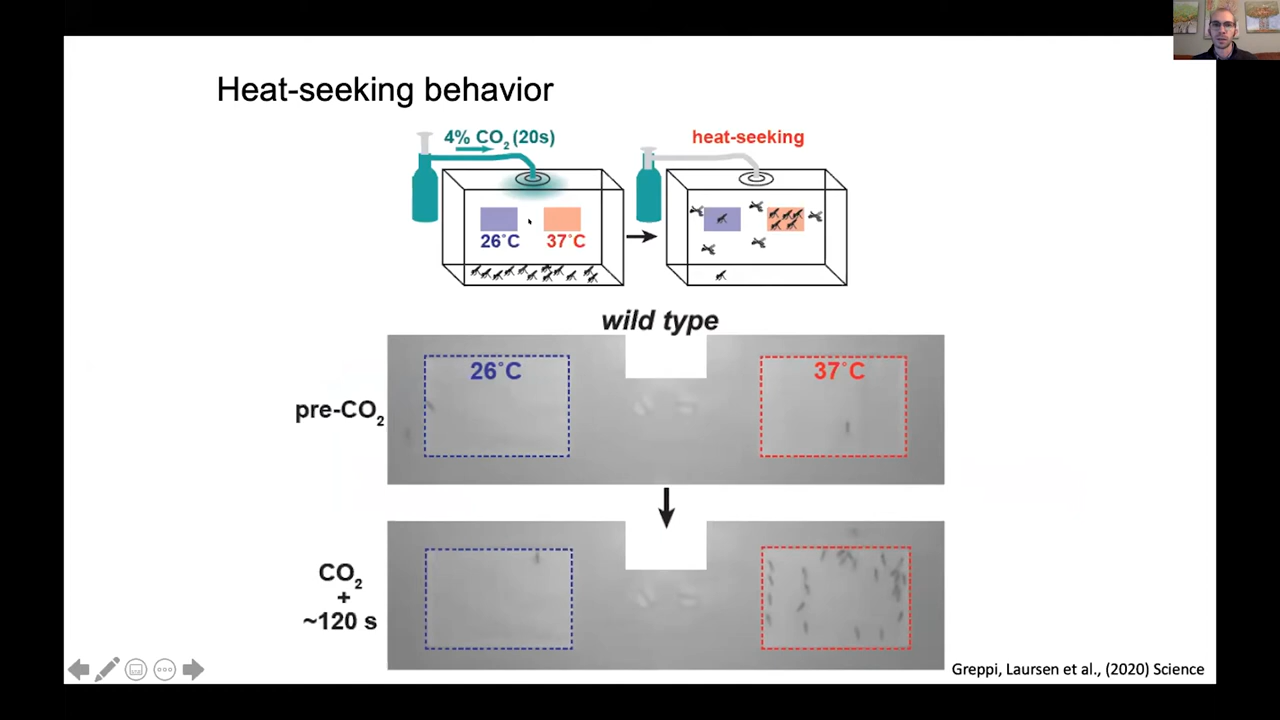 Heat-seeking behavior
4% CO₂ (20s)
heat-seeking
26°C 37°C
wild type
pre-CO₂
26°C
37°C
CO₂
+
~120 s
Greppi, Laursen et al., (2020) Science